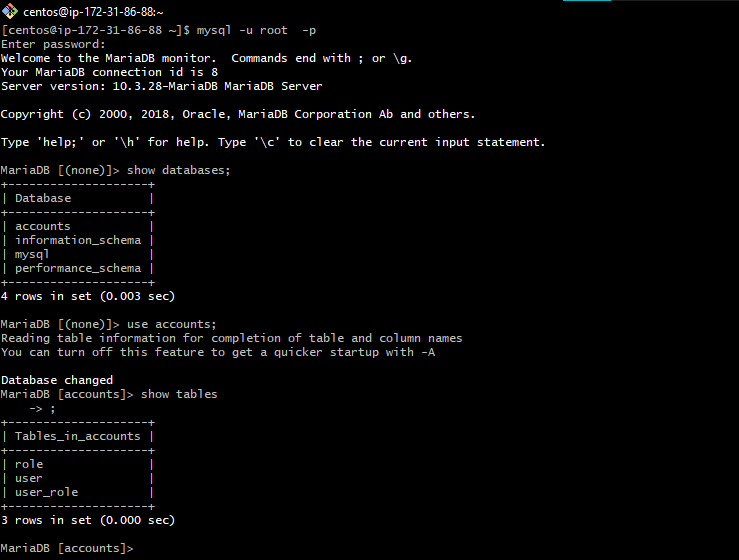 centos@ip-172-31-86-88:~
[centos@ip-172-31-86-88 ~]$ mysql -u root  -p
Enter password:
Welcome to the MariaDB monitor.  Commands end with ; or \g.
Your MariaDB connection id is 8
Server version: 10.3.28-MariaDB MariaDB Server

Copyright (c) 2000, 2018, Oracle, MariaDB Corporation Ab and others.

Type 'help;' or '\h' for help. Type '\c' to clear the current input statement.

MariaDB [(none)]> show databases;
+--------------------+
| Database           |
+--------------------+
| accounts           |
| information_schema |
| mysql              |
| performance_schema |
+--------------------+
4 rows in set (0.003 sec)

MariaDB [(none)]> use accounts;
Reading table information for completion of table and column names
You can turn off this feature to get a quicker startup with -A

Database changed
MariaDB [accounts]> show tables
    -> ;
+--------------------+
| Tables_in_accounts |
+--------------------+
| role               |
| user               |
| user_role          |
+--------------------+
3 rows in set (0.000 sec)

MariaDB [accounts]>